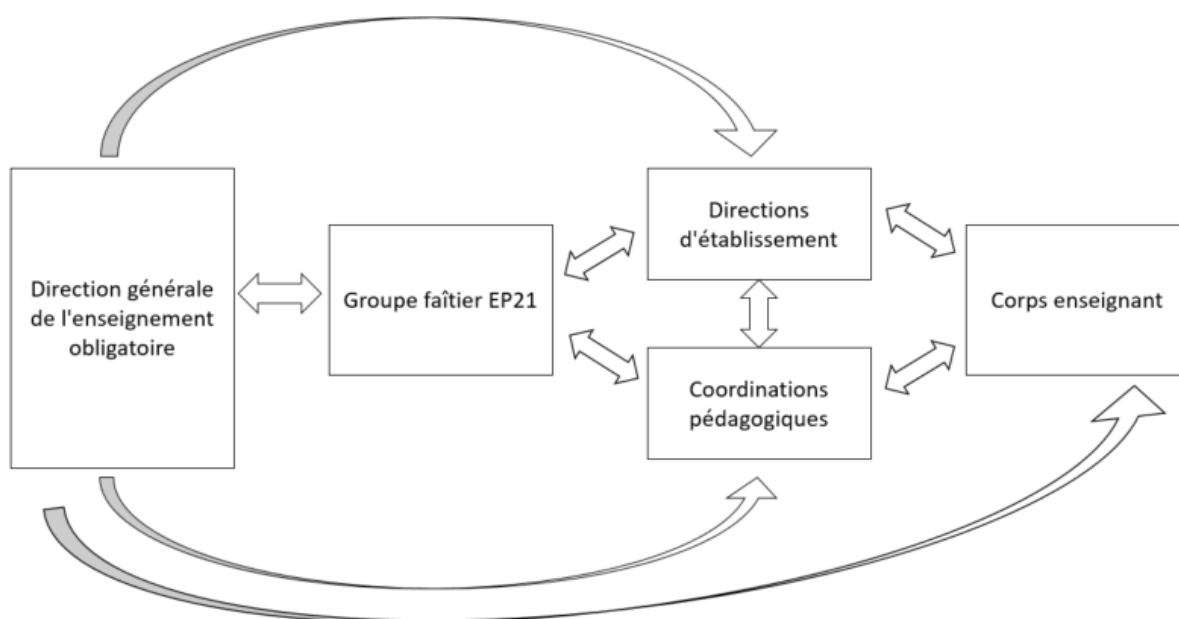 Direction générale
de l'enseignement
obligatoire
Groupe faîtier EP21
Directions
d'établissement
Coordinations
pédagogiques
Corps enseignant